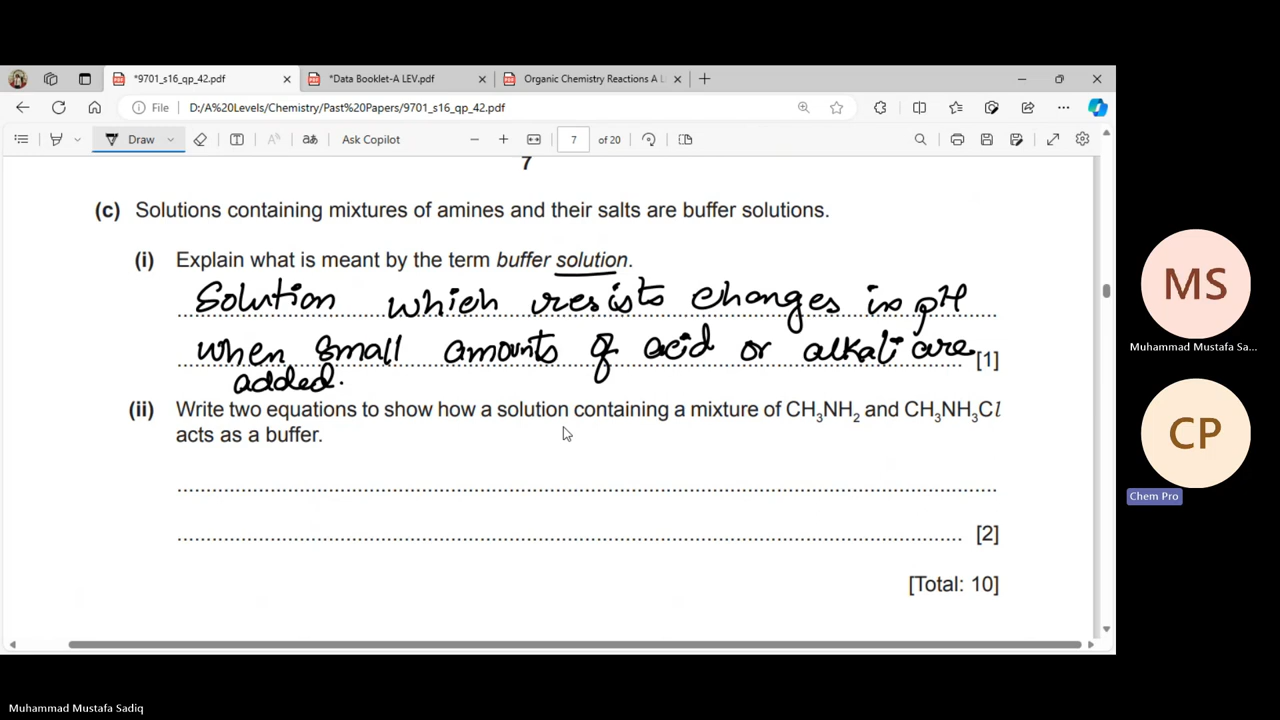 *9701_s16_qp_42.pdf
*Data Booklet-A LEV.pdf
Organic Chemistry Reactions A L
File
D:/A%20Levels/Chemistry/Past%20Papers/9701_s16_qp_42.pdf
Draw
Ask Copilot
7
of 20
7
(c) Solutions containing mixtures of amines and their salts are buffer solutions.
(i) Explain what is meant by the term buffer solution.
Solution which resists changes in pH
when small amounts of acid or alkali are [1]
added.
(ii) Write two equations to show how a solution containing a mixture of CH₃NH₂ and CH₃NH₃Cl
acts as a buffer.
[2]
[Total: 10]
MS
Muhammad Mustafa Sa...
CP
Chem Pro
Muhammad Mustafa Sadiq